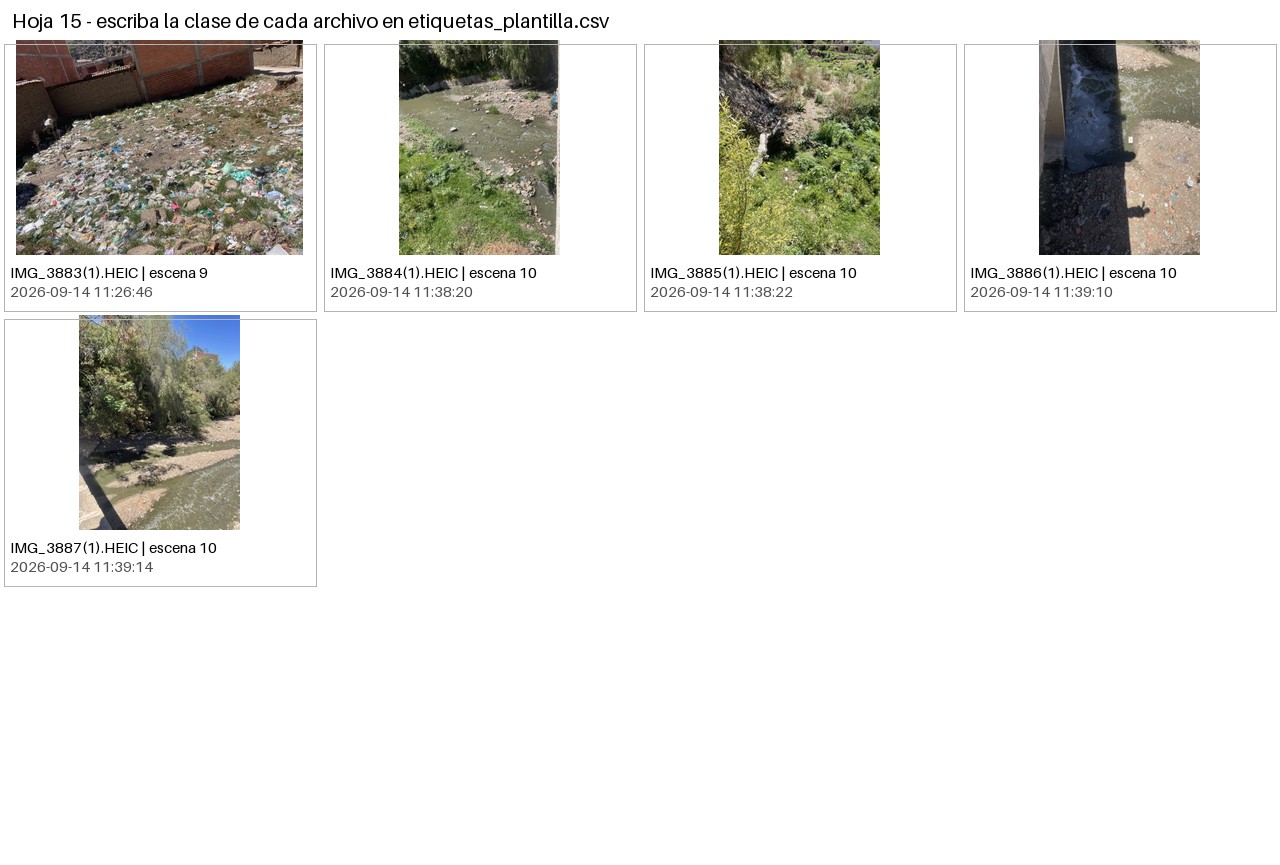 Hoja 15 - escriba la clase de cada archivo en etiquetas_plantilla.csv
IMG_3883(1).HEIC | escena 9
2026-09-14 11:26:46
IMG_3884(1).HEIC | escena 10
2026-09-14 11:38:20
IMG_3885(1).HEIC | escena 10
2026-09-14 11:38:22
IMG_3886(1).HEIC | escena 10
2026-09-14 11:39:10
IMG_3887(1).HEIC | escena 10
2026-09-14 11:39:14